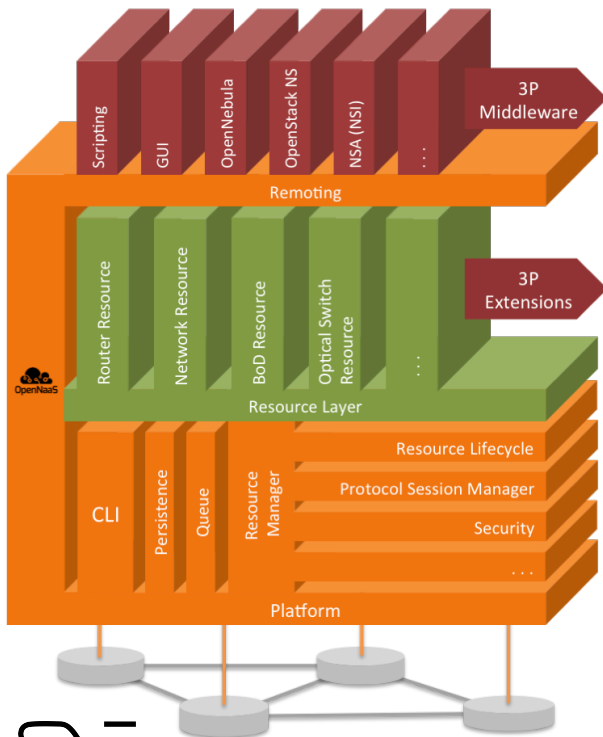 Scripting
GUI
OpenNebula
OpenStack NS
NSA (NSI)
...
3P
Middleware
Remoting
Router Resource
Network Resource
BoD Resource
Optical Switch
Resource
...
3P
Extensions
OpenNaaS
Resource Layer
CLI
Persistence
Queue
Resource
Manager
Resource Lifecycle
Protocol Session Manager
Security
...
Platform